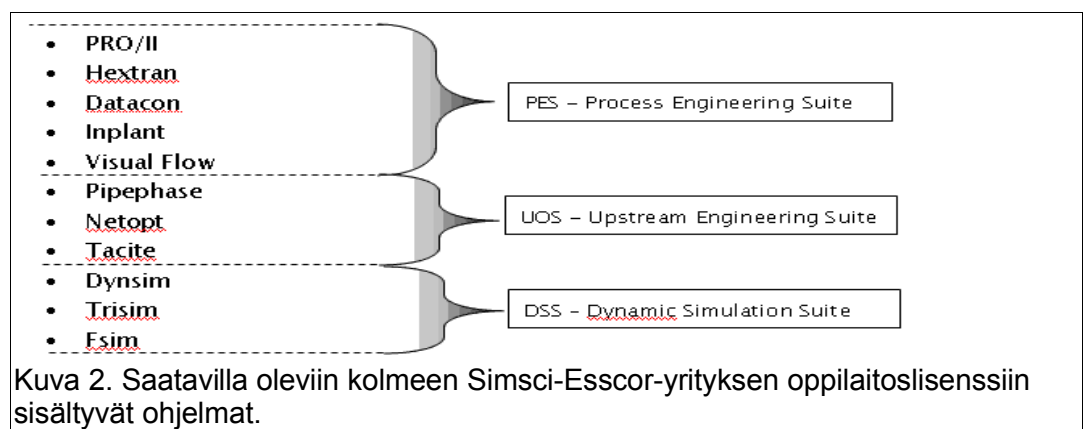 • PRO/II
• Hextran
• Datacon
• Inplant
• Visual Flow
PES – Process Engineering Suite
• Pipephase
• Netopt
• Tacite
UOS – Upstream Engineering Suite
• Dynsim
• Trisim
• Fsim
DSS – Dynamic Simulation Suite
Kuva 2. Saatavilla oleviin kolmeen Simsci-Esscor-yrityksen oppilaitoslisenssiin
sisältyvät ohjelmat.